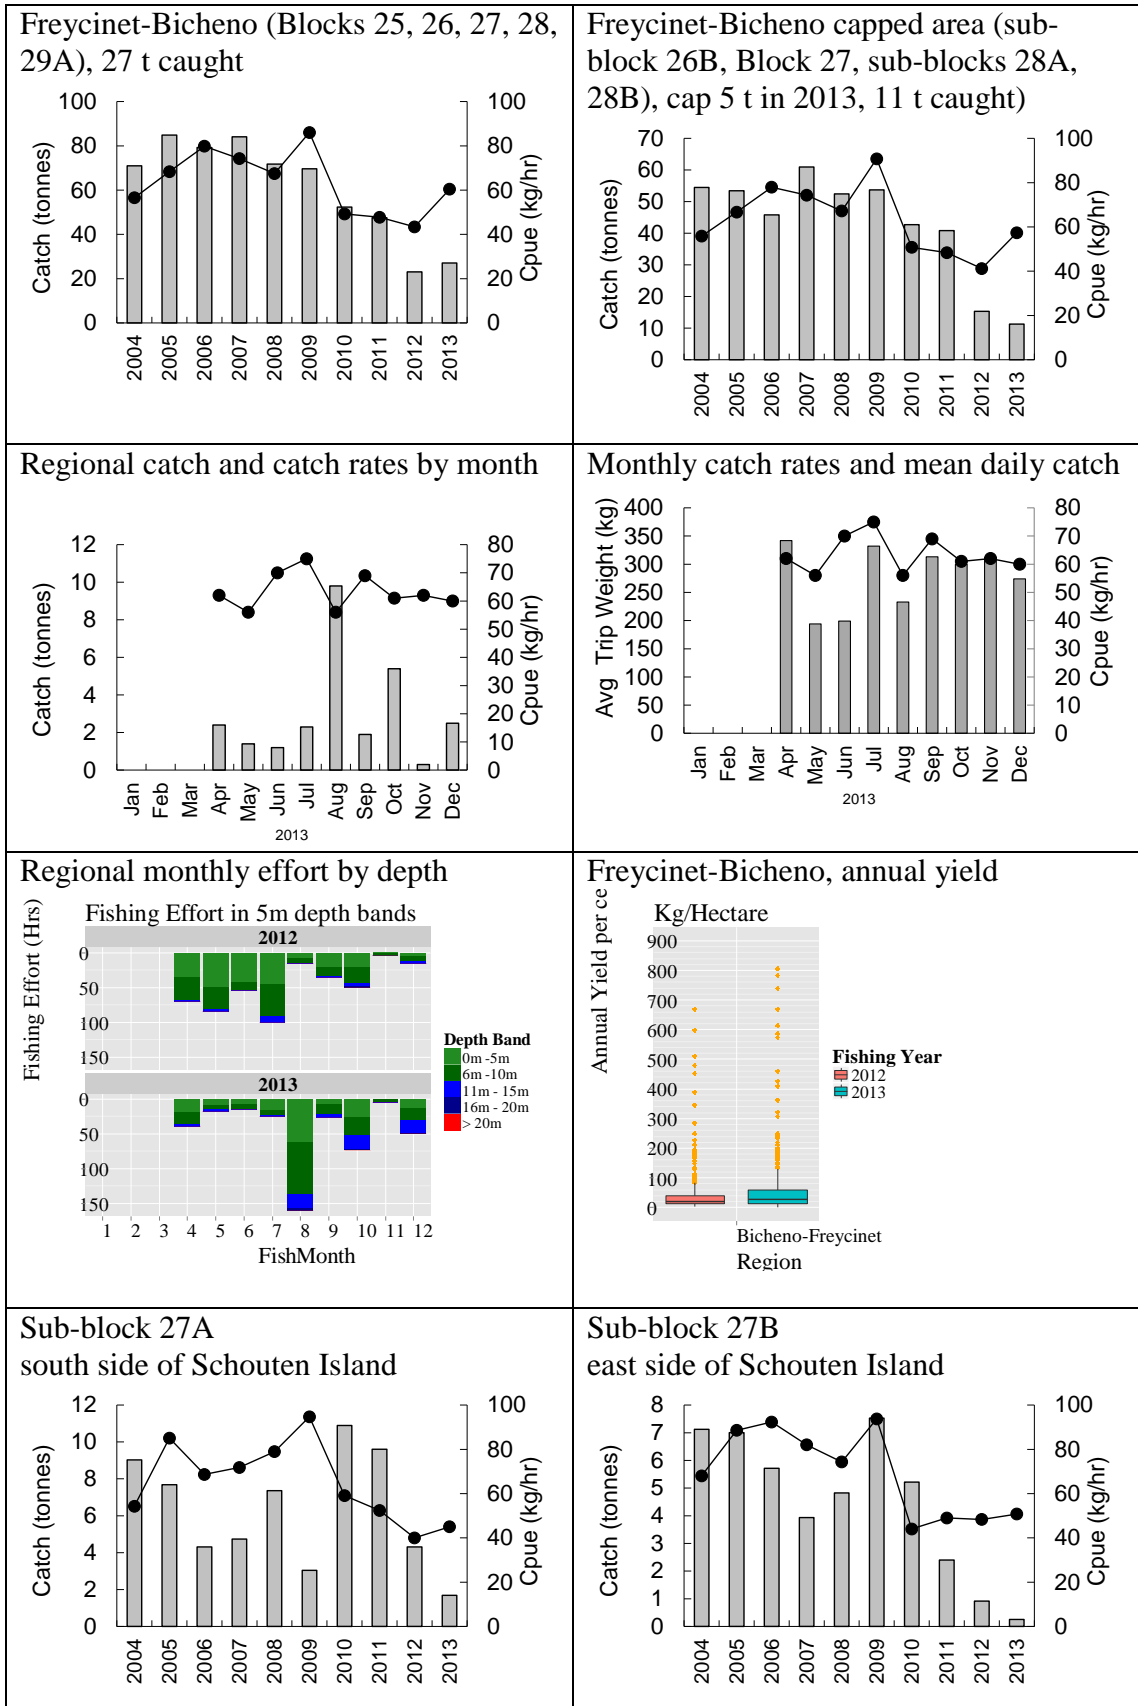 Freycinet-Bicheno (Blocks 25, 26, 27, 28,
29A), 27 t caught
100
80
60
40
20
0
Catch (tonnes)
100
80
60
40
20
0
Cpue (kg/hr)
2004
2005
2006
2007
2008
2009
2010
2011
2012
2013
Freycinet-Bicheno capped area (sub-
block 26B, Block 27, sub-blocks 28A,
28B), cap 5 t in 2013, 11 t caught)
70
60
50
40
30
20
10
0
Catch (tonnes)
100
80
60
40
20
0
Cpue (kg/hr)
2004
2005
2006
2007
2008
2009
2010
2011
2012
2013
Regional catch and catch rates by month
12
10
8
6
4
2
0
Catch (tonnes)
80
70
60
50
40
30
20
10
0
Cpue (kg/hr)
Jan
Feb
Mar
Apr
May
Jun
Jul
Aug
Sep
Oct
Nov
Dec
2013
Monthly catch rates and mean daily catch
400
350
300
250
200
150
100
50
0
Avg Trip Weight (kg)
80
70
60
50
40
30
20
10
0
Cpue (kg/hr)
Jan
Feb
Mar
Apr
May
Jun
Jul
Aug
Sep
Oct
Nov
Dec
2013
Regional monthly effort by depth
Fishing Effort in 5m depth bands
Fishing Effort (Hrs)
2012
0
50
100
150
2013
0
50
100
150
1 2 3 4 5 6 7 8 9 10 11 12
FishMonth
Depth Band
0m -5m
6m -10m
11m - 15m
16m - 20m
> 20m
Freycinet-Bicheno, annual yield
Kg/Hectare
Annual Yield per ce
900
800
700
600
500
400
300
200
100
0
Bicheno-Freycinet
Region
Fishing Year
2012
2013
Sub-block 27A
south side of Schouten Island
12
10
8
6
4
2
0
Catch (tonnes)
100
80
60
40
20
0
Cpue (kg/hr)
2004
2005
2006
2007
2008
2009
2010
2011
2012
2013
Sub-block 27B
east side of Schouten Island
8
7
6
5
4
3
2
1
0
Catch (tonnes)
100
80
60
40
20
0
Cpue (kg/hr)
2004
2005
2006
2007
2008
2009
2010
2011
2012
2013